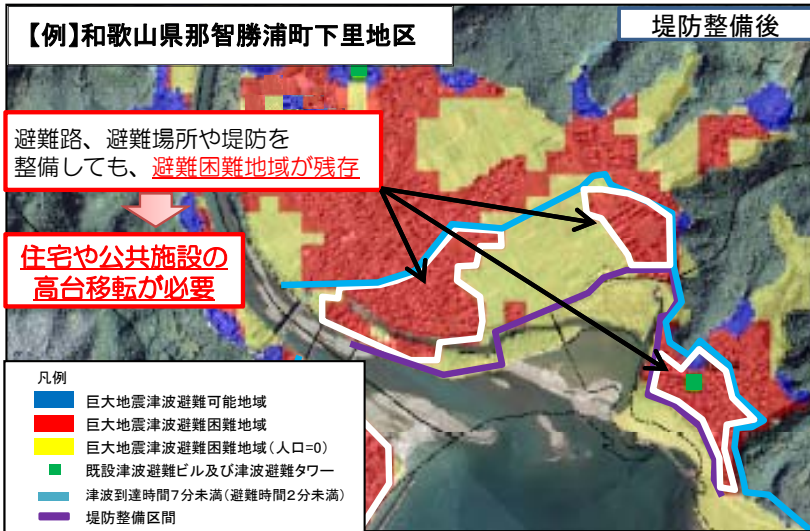 【例】和歌山県那智勝浦町下里地区
堤防整備後
避難路、避難場所や堤防を
整備しても、避難困難地域が残存
住宅や公共施設の
高台移転が必要
凡例
巨大地震津波避難可能地域
巨大地震津波避難困難地域
巨大地震津波避難困難地域(人口=0)
既設津波避難ビル及び津波避難タワー
津波到達時間7分未満(避難時間2分未満)
堤防整備区間